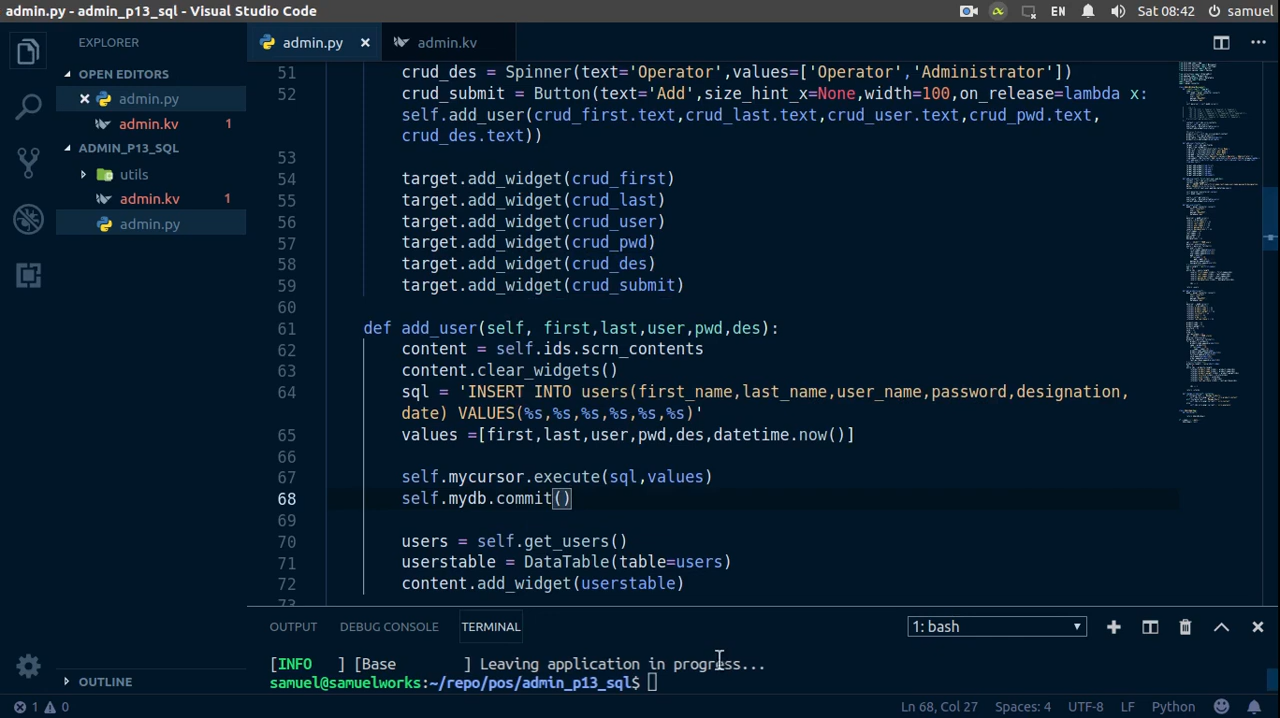 admin.py - admin_p13_sql - Visual Studio Code
EN
Sat 08:42
samuel
EXPLORER
OPEN EDITORS
admin.py
admin.kv 1
ADMIN_P13_SQL
utils
admin.kv 1
admin.py
OUTLINE
admin.py
admin.kv
51 crud_des = Spinner(text='Operator',values=['Operator','Administrator'])
52 crud_submit = Button(text='Add',size_hint_x=None,width=100,on_release=lambda x:
self.add_user(crud_first.text,crud_last.text,crud_user.text,crud_pwd.text,
crud_des.text))
53
54 target.add_widget(crud_first)
55 target.add_widget(crud_last)
56 target.add_widget(crud_user)
57 target.add_widget(crud_pwd)
58 target.add_widget(crud_des)
59 target.add_widget(crud_submit)
60
61 def add_user(self, first,last,user,pwd,des):
62 content = self.ids.scrn_contents
63 content.clear_widgets()
64 sql = 'INSERT INTO users(first_name,last_name,user_name,password,designation,
date) VALUES(%s,%s,%s,%s,%s,%s)'
65 values =[first,last,user,pwd,des,datetime.now()]
66
67 self.mycursor.execute(sql,values)
68 self.mydb.commit()
69
70 users = self.get_users()
71 userstable = DataTable(table=users)
72 content.add_widget(userstable)
73
OUTPUT DEBUG CONSOLE TERMINAL
1: bash
[INFO ] [Base ] Leaving application in progress...
samuel@samuelworks:~/repo/pos/admin_p13_sql$
1 0
Ln 68, Col 27 Spaces: 4 UTF-8 LF Python